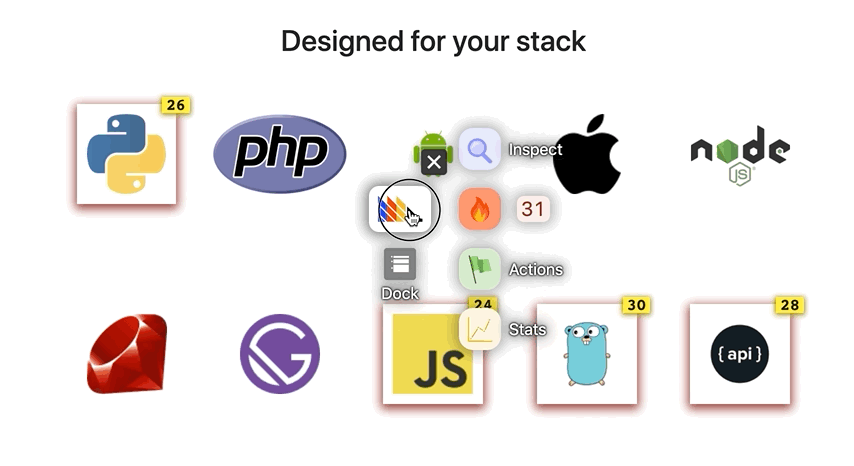 Designed for your stack
26
php
Inspect
node
JS
31
Dock
Actions
24
30
28
Stats
JS
{ api }